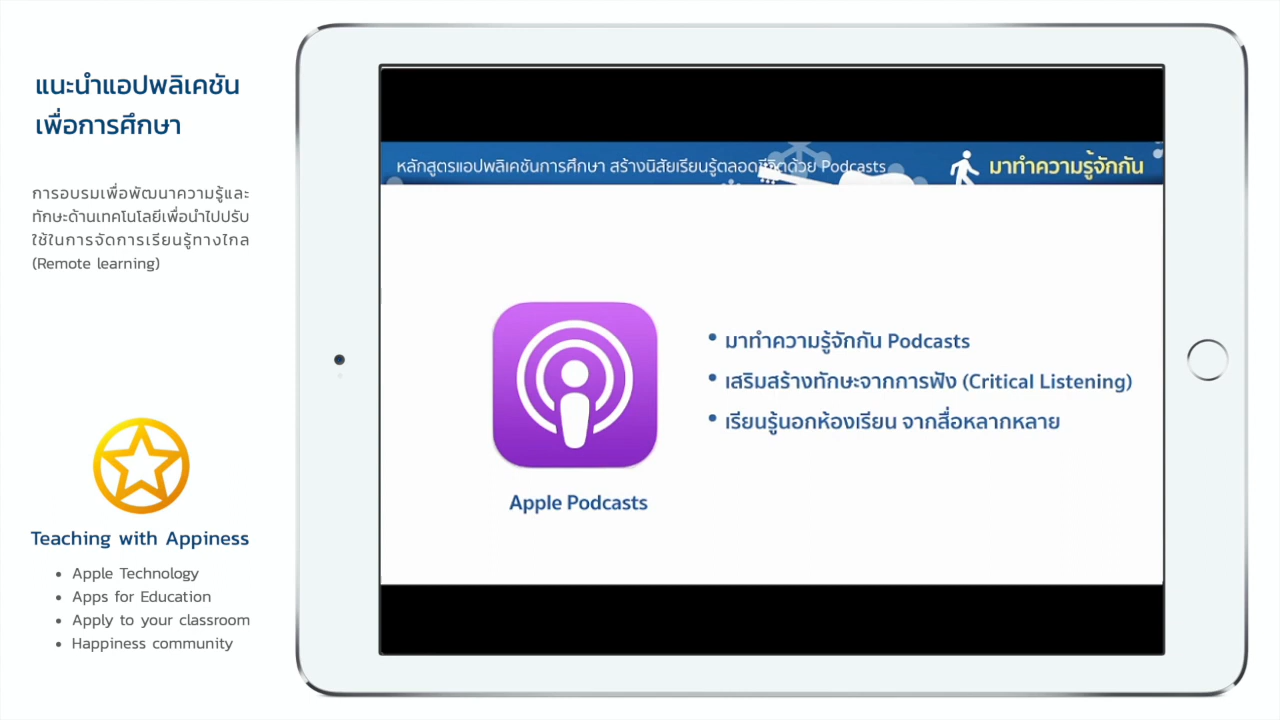 แนะนำแอปพลิเคชัน
เพื่อการศึกษา
การอบรมเพื่อพัฒนาความรู้และ
ทักษะด้านเทคโนโลยีเพื่อนำไปปรับ
ใช้ในการจัดการเรียนรู้ทางไกล
(Remote learning)
Teaching with Appiness
• Apple Technology
• Apps for Education
• Apply to your classroom
• Happiness community
หลักสูตรแอปพลิเคชันการศึกษา สร้างนิสัยเรียนรู้ตลอดชีวิตด้วย Podcasts
มาทำความรู้จักกัน
• มาทำความรู้จักกัน Podcasts
• เสริมสร้างทักษะจากการฟัง (Critical Listening)
• เรียนรู้นอกห้องเรียน จากสื่อหลากหลาย
Apple Podcasts